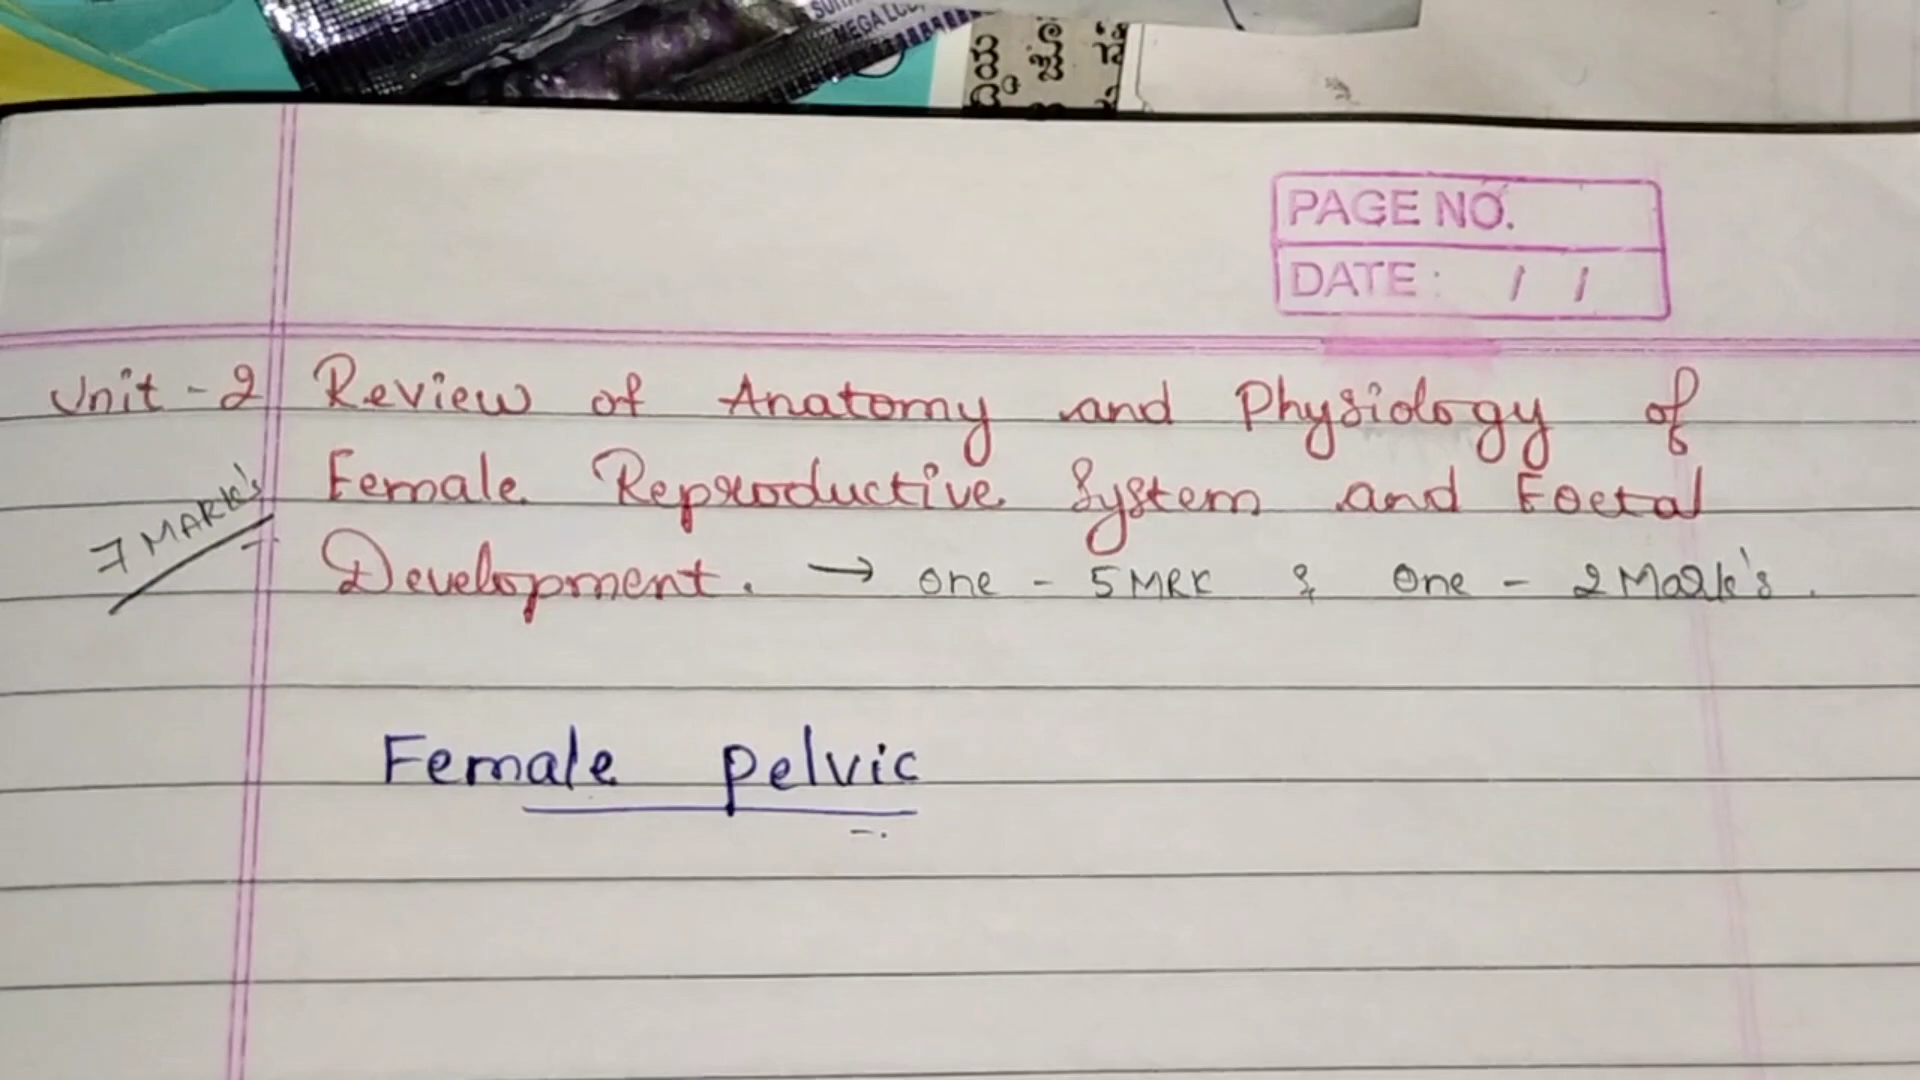 MEGA
PAGE NO.
DATE: / /
Unit - 2 Review of Anatomy and Physiology of
Female Reproductive System and Foetal
7 MARK's
Development. → one - 5 MRK & one - 2 Mark's.
Female pelvic